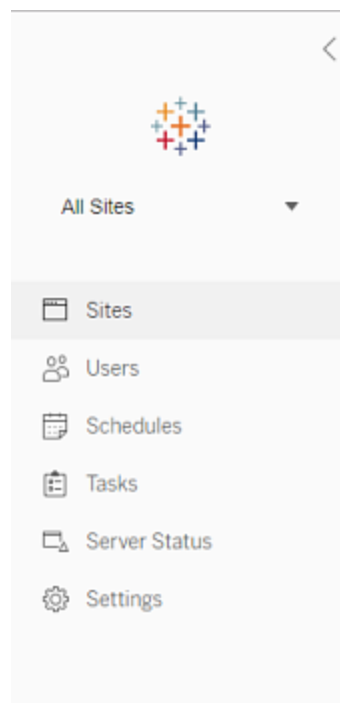 All Sites
Sites
Users
Schedules
Tasks
Server Status
Settings